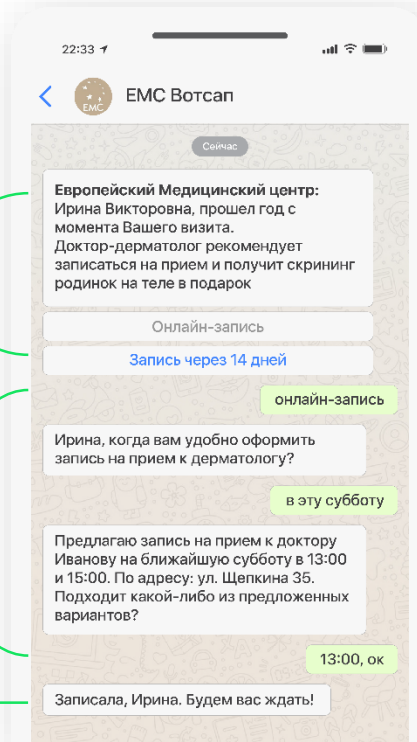 22:33
EMC
ЕМС Вотсап
Сейчас
Европейский Медицинский центр:
Ирина Викторовна, прошел год с
момента Вашего визита.
Доктор-дерматолог рекомендует
записаться на прием и получит скрининг
родинок на теле в подарок
Онлайн-запись
Запись через 14 дней
онлайн-запись
Ирина, когда вам удобно оформить
запись на прием к дерматологу?
в эту субботу
Предлагаю запись на прием к доктору
Иванову на ближайшую субботу в 13:00
и 15:00. По адресу: ул. Щепкина 35.
Подходит какой-либо из предложенных
вариантов?
13:00, ок
Записала, Ирина. Будем вас ждать!